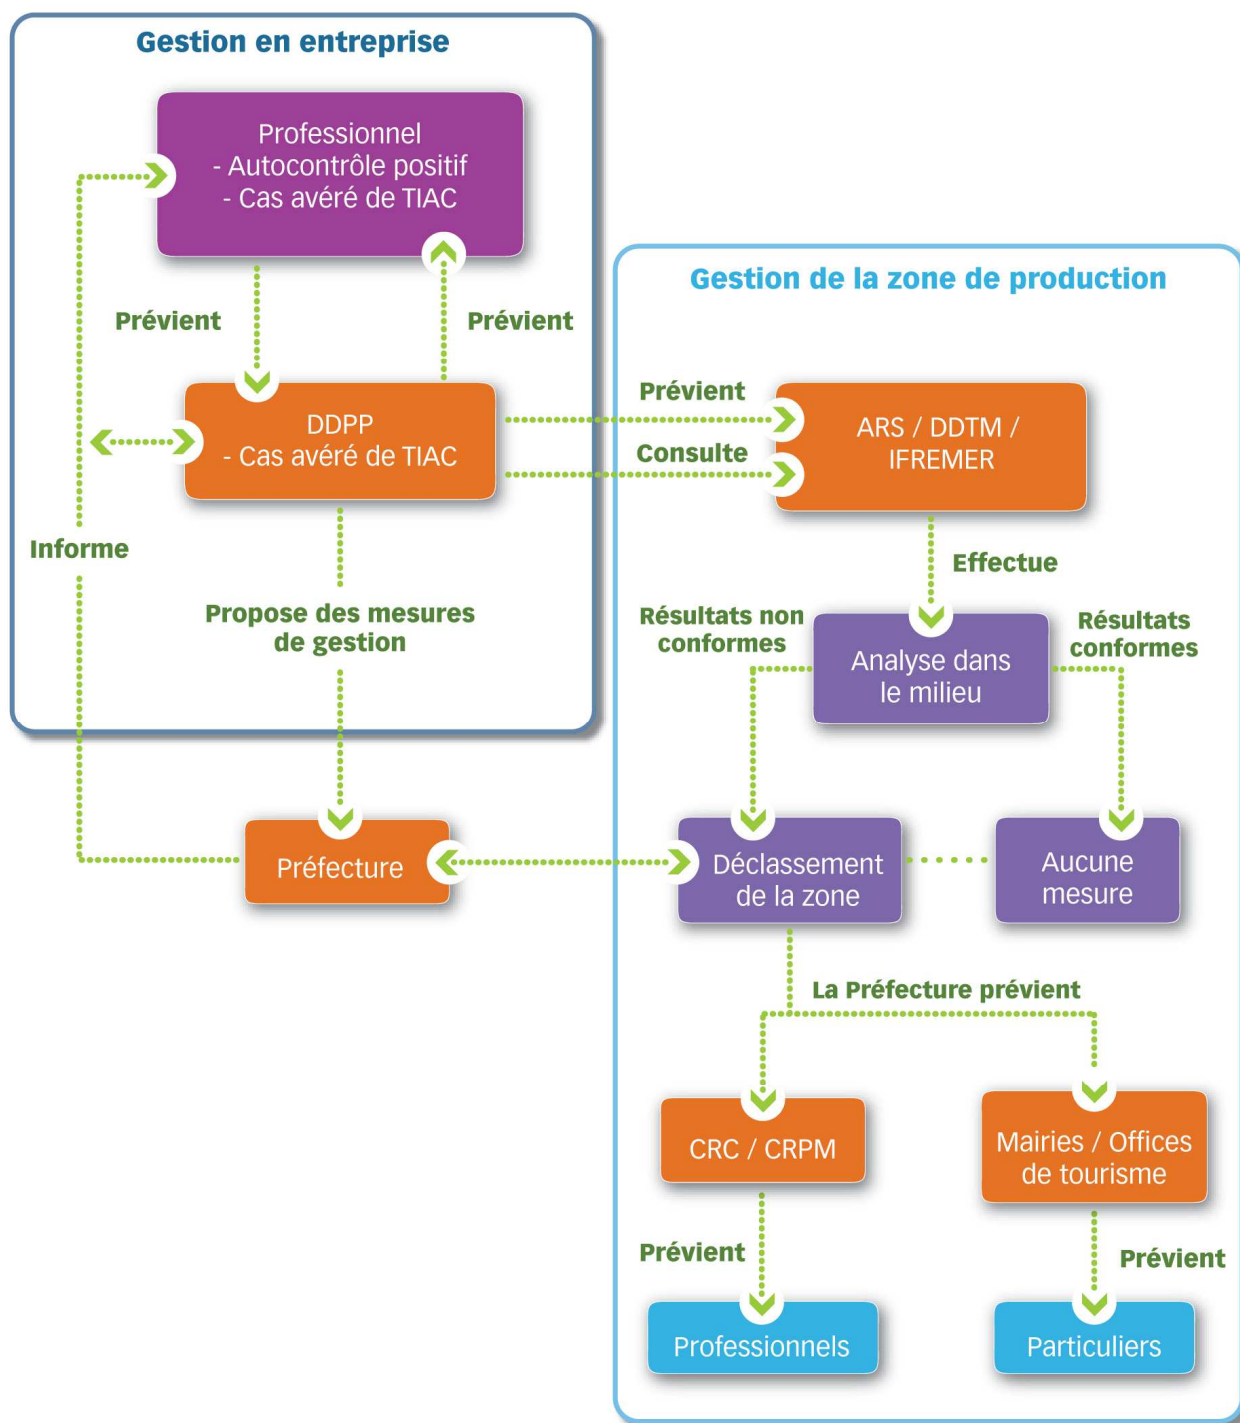 Gestion en entreprise
Professionnel
- Autocontrôle positif
- Cas avéré de TIAC
Prévient
Prévient
DDPP
- Cas avéré de TIAC
Informe
Propose des mesures
de gestion
Préfecture
Gestion de la zone de production
Prévient
Consulte
ARS / DDTM /
IFREMER
Effectue
Résultats non
conformes
Résultats
conformes
Analyse dans
le milieu
Déclassement
de la zone
Aucune
mesure
La Préfecture prévient
CRC / CRPM
Mairies / Offices
de tourisme
Prévient
Prévient
Professionnels
Particuliers